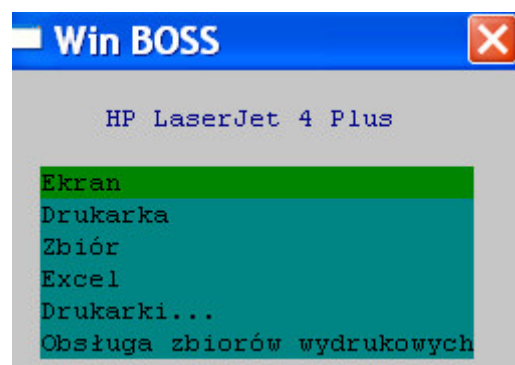 Win BOSS
HP LaserJet 4 Plus
Ekran
Drukarka
Zbiór
Excel
Drukarki...
Obsługa zbiorów wydrukowych